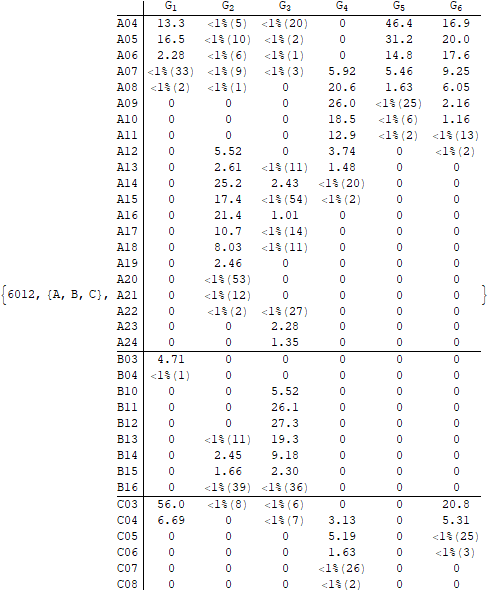 G1 G2 G3 G4 G5 G6
A04 13.3 <1%(5) <1%(20) 0 46.4 16.9
A05 16.5 <1%(10) <1%(2) 0 31.2 20.0
A06 2.28 <1%(6) <1%(1) 0 14.8 17.6
A07 <1%(33) <1%(9) <1%(3) 5.92 5.46 9.25
A08 <1%(2) <1%(1) 0 20.6 1.63 6.05
A09 0 0 0 26.0 <1%(25) 2.16
A10 0 0 0 18.5 <1%(6) 1.16
A11 0 0 0 12.9 <1%(2) <1%(13)
A12 0 5.52 0 3.74 0 <1%(2)
A13 0 2.61 <1%(11) 1.48 0 0
A14 0 25.2 2.43 <1%(20) 0 0
A15 0 17.4 <1%(54) <1%(2) 0 0
A16 0 21.4 1.01 0 0 0
A17 0 10.7 <1%(14) 0 0 0
A18 0 8.03 <1%(11) 0 0 0
A19 0 2.46 0 0 0 0
A20 0 <1%(53) 0 0 0 0
{6012, {A, B, C}, A21 0 <1%(12) 0 0 0 0 }
A22 0 <1%(2) <1%(27) 0 0 0
A23 0 0 2.28 0 0 0
A24 0 0 1.35 0 0 0
B03 4.71 0 0 0 0 0
B04 <1%(1) 0 0 0 0 0
B10 0 0 5.52 0 0 0
B11 0 0 26.1 0 0 0
B12 0 0 27.3 0 0 0
B13 0 <1%(11) 19.3 0 0 0
B14 0 2.45 9.18 0 0 0
B15 0 1.66 2.30 0 0 0
B16 0 <1%(39) <1%(36) 0 0 0
C03 56.0 <1%(8) <1%(6) 0 0 20.8
C04 6.69 0 <1%(7) 3.13 0 5.31
C05 0 0 0 5.19 0 <1%(25)
C06 0 0 0 1.63 0 <1%(3)
C07 0 0 0 <1%(26) 0 0
C08 0 0 0 <1%(2) 0 0